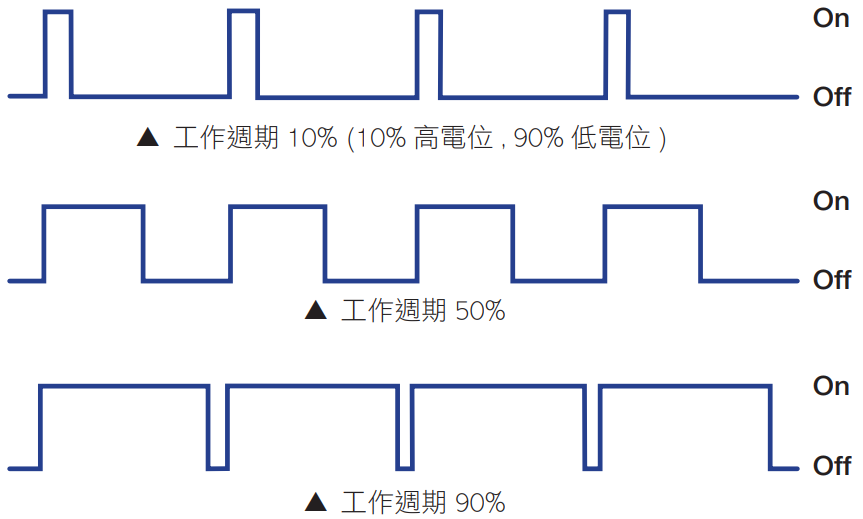 On
Off
▲ 工作週期 10% (10% 高電位 , 90% 低電位 )
On
Off
▲ 工作週期 50%
On
Off
▲ 工作週期 90%